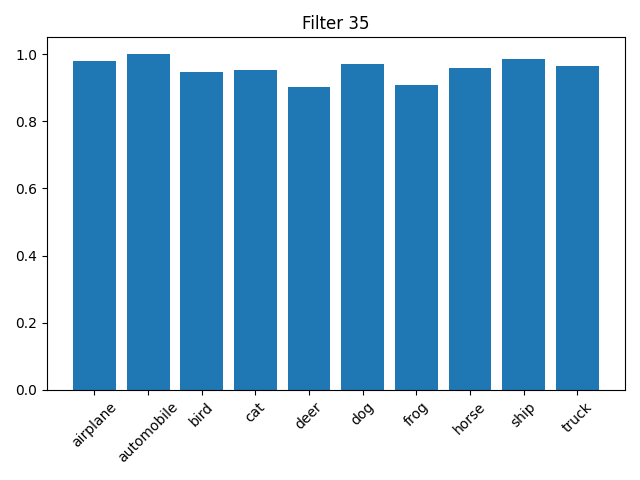 Filter 35
1.0
0.8
0.6
0.4
0.2
0.0
airplane
automobile
bird
cat
deer
dog
frog
horse
ship
truck